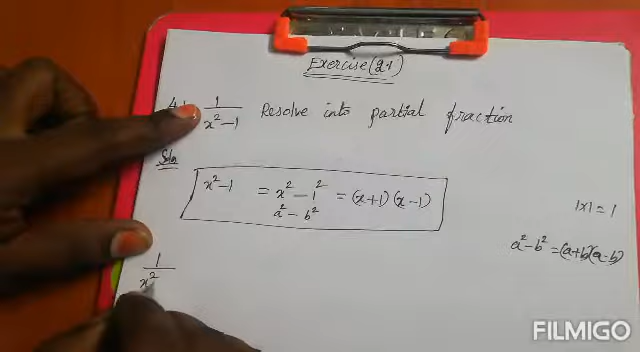 Exercise (2.1)
1
x² - 1 Resolve into partial fraction
Soln
x² - 1 = x² - 1² = (x+1) (x-1)
a² - b²
1x1 = 1
a² - b² = (a+b)(a-b)
1
x²
FILMIGO